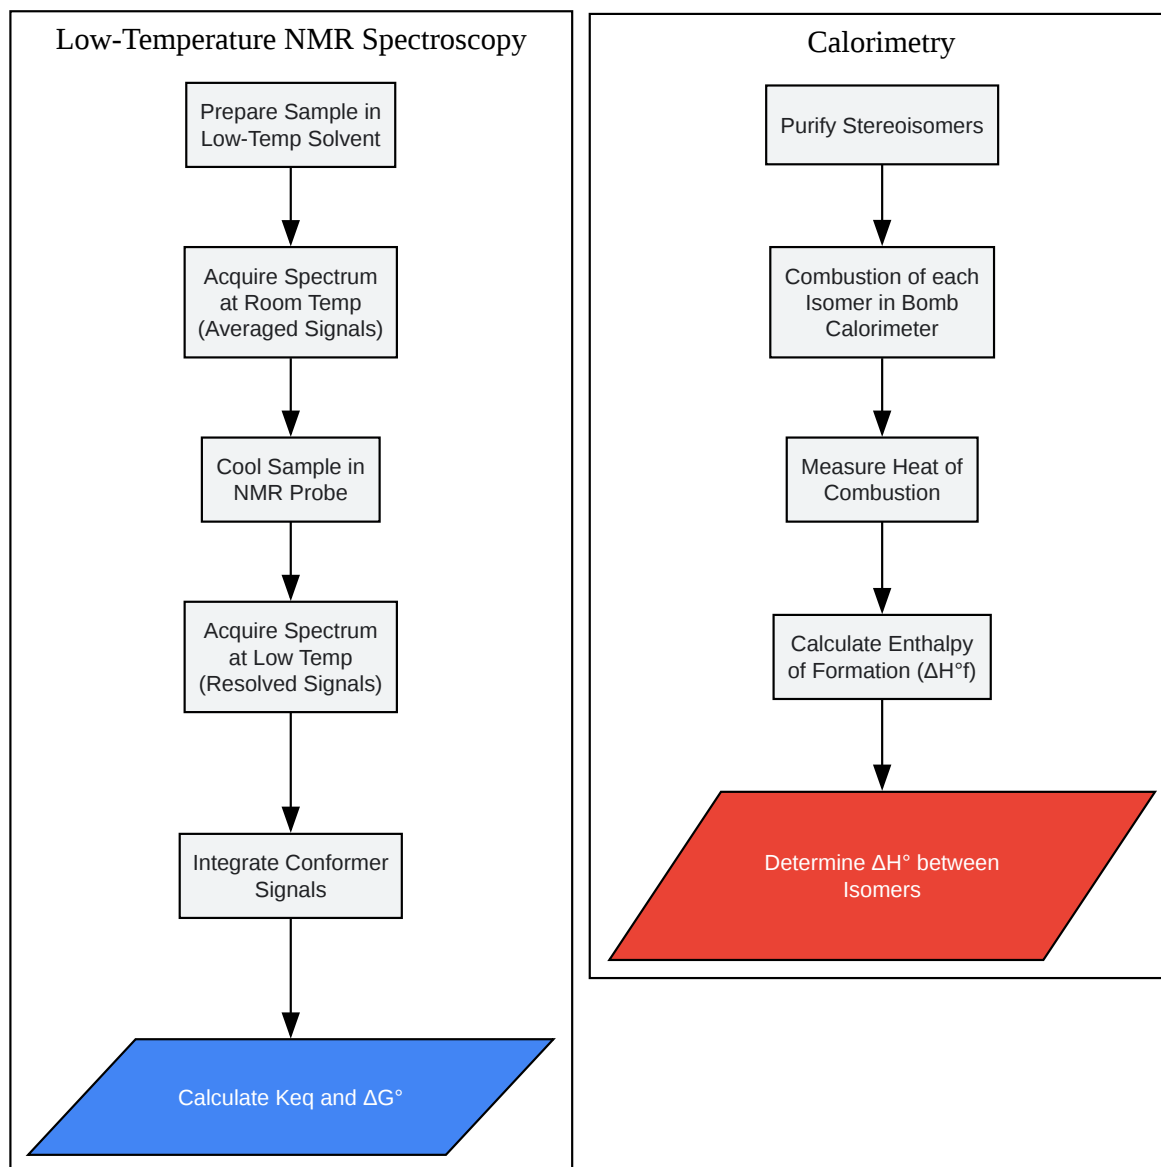 Low-Temperature NMR Spectroscopy
Prepare Sample in
Low-Temp Solvent
Acquire Spectrum
at Room Temp
(Averaged Signals)
Cool Sample in
NMR Probe
Acquire Spectrum
at Low Temp
(Resolved Signals)
Integrate Conformer
Signals
Calculate Keq and ΔG°
Calorimetry
Purify Stereoisomers
Combustion of each
Isomer in Bomb
Calorimeter
Measure Heat of
Combustion
Calculate Enthalpy
of Formation (ΔH°f)
Determine ΔH° between
Isomers